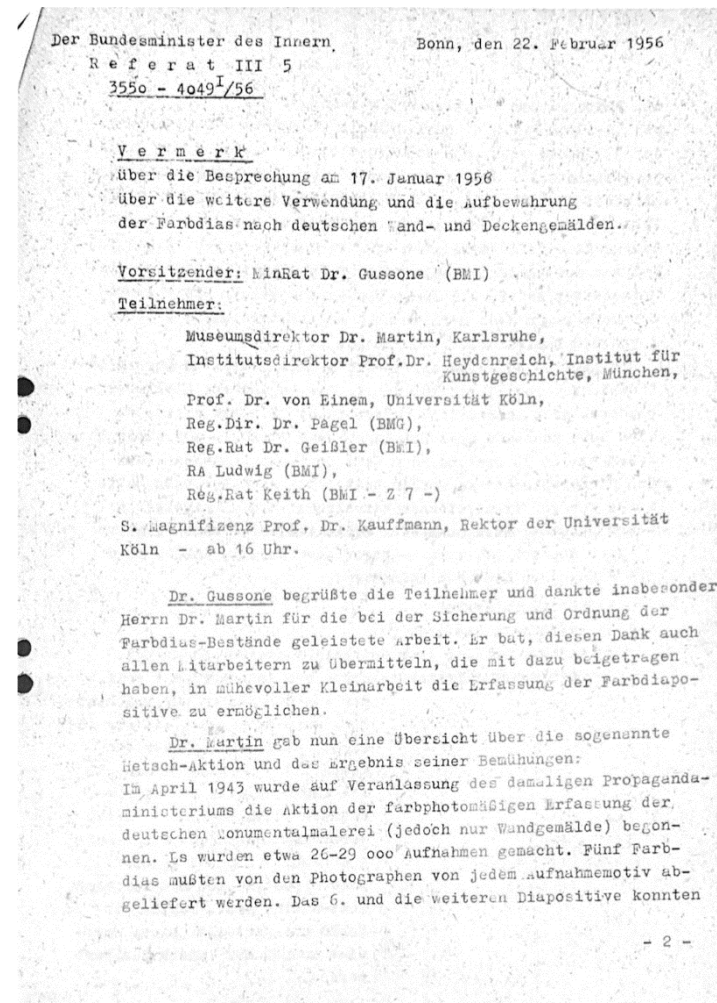 Der Bundesminister des Innern
Bonn, den 22. Februar 1956
R e f e r a t III 5
3550 - 4049 I/56
V e r m e r k
über die Besprechung am 17. Januar 1956
über die weitere Verwendung und die Aufbewahrung
der Farbdias nach deutschen Wand- und Deckengemälden.
Vorsitzender: MinRat Dr. Gussone (BMI)
Teilnehmer:
Museumsdirektor Dr. Martin, Karlsruhe,
Institutsdirektor Prof.Dr. Heydenreich, Institut für
Kunstgeschichte, München,
Prof. Dr. von Einem, Universität Köln,
Reg.Dir. Dr. Pagel (BMG),
Reg.Rat Dr. Geißler (BMI),
RA Ludwig (BMI),
Reg.Rat Keith (BMI - Z 7 -)
S. Magnifizenz Prof. Dr. Kauffmann, Rektor der Universität
Köln - ab 16 Uhr.
Dr. Gussone begrüßte die Teilnehmer und dankte insbesonder
Herrn Dr. Martin für die bei der Sicherung und Ordnung der
Farbdias-Bestände geleistete Arbeit. Er bat, diesen Dank auch
allen Mitarbeitern zu übermitteln, die mit dazu beigetragen
haben, in mühevoller Kleinarbeit die Erfassung der Farbdiapo-
sitive zu ermöglichen.
Dr. Martin gab nun eine Übersicht über die sogenannte
Hetsch-Aktion und das Ergebnis seiner Bemühungen:
Im April 1943 wurde auf Veranlassung des damaligen Propaganda-
ministeriums die Aktion der farbphotomäßigen Erfassung der
deutschen Monumentalmalerei (jedoch nur Wandgemälde) begon-
nen. Es wurden etwa 26-29 000 Aufnahmen gemacht. Fünf Farb-
dias mußten von den Photographen von jedem Aufnahmemotiv ab-
geliefert werden. Das 6. und die weiteren Diapositive konnten
- 2 -